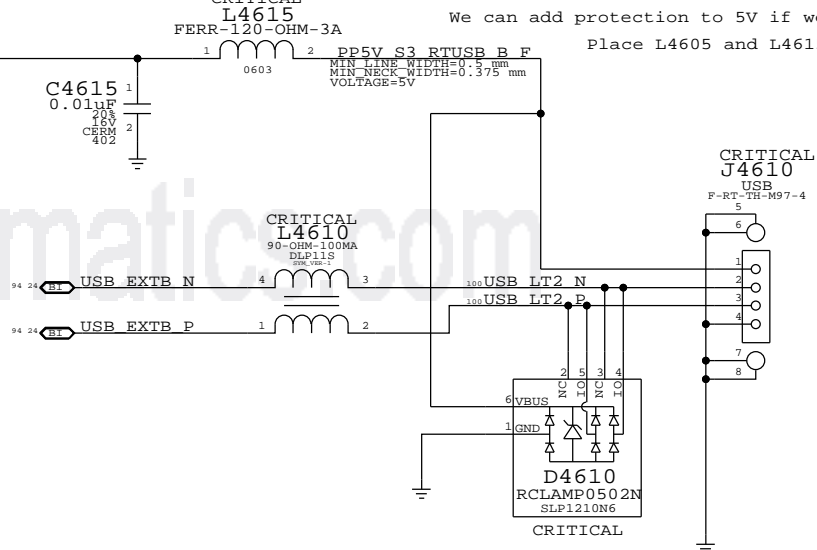 CRITICAL
L4615
FERR-120-OHM-3A
1 2
0603
PP5V_S3_RTUSB_B_F
MIN_LINE_WIDTH=0.5 mm
MIN_NECK_WIDTH=0.375 mm
VOLTAGE=5V
We can add protection to 5V if
Place L4605 and
C4615
0.01uF
20%
16V
CERM
402
1
2
matics.com
CRITICAL
L4610
90-OHM-100MA
DLP11S
SYM_VER-1
94 24 BI USB_EXTB_N 4 3 100 USB_LT2_N
100 USB_LT2_P
94 24 BI USB_EXTB_P 1 2
CRITICAL
J4610
USB
F-RT-TH-M97-4
5
6
1
2
3
4
7
8
2 5 3 4
NC IO NC IO
6 VBUS
1 GND
D4610
RCLAMP0502N
SLP1210N6
CRITICAL